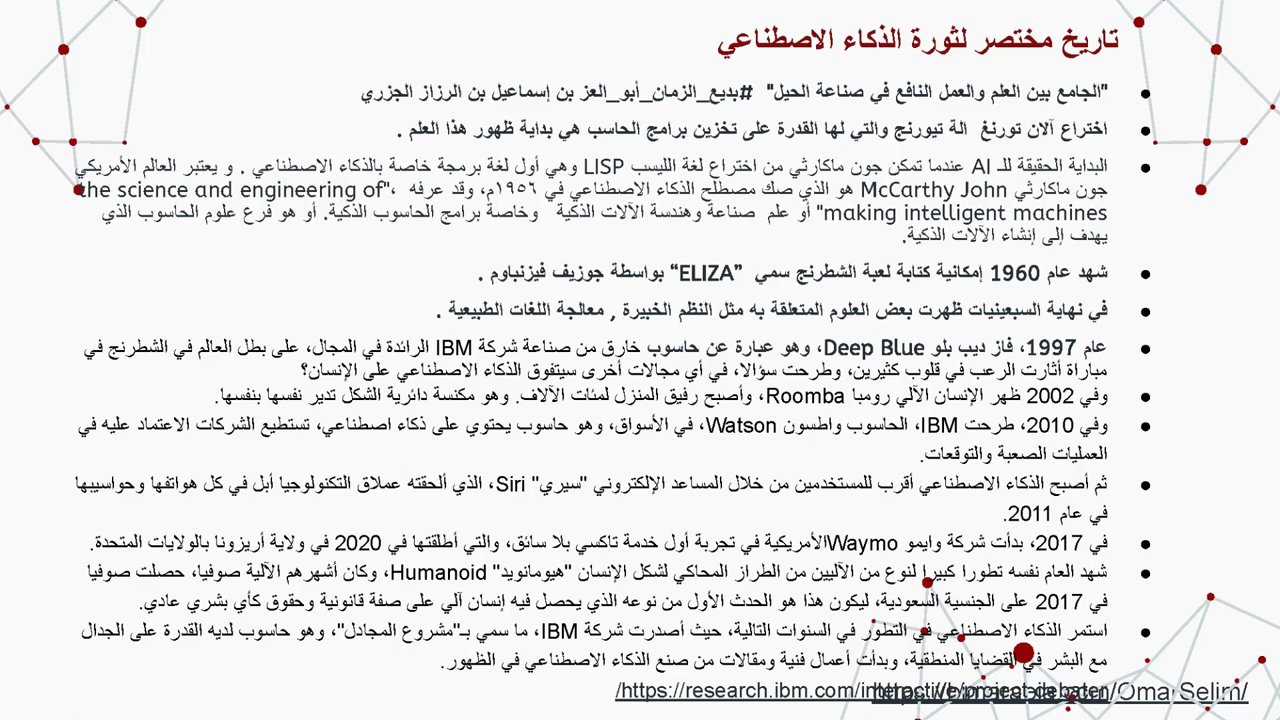 تاريخ مختصر لثورة الذكاء الاصطناعي
"الجامع بين العلم والعمل النافع في صناعة الحيل" #بديع_الزمان_أبو_العز بن إسماعيل بن الرزاز الجزري
اختراع آلان تورنغ الة تيورنج والتي لها القدرة على تخزين برامج الحاسب هي بداية ظهور هذا العلم .
البداية الحقيقة للـ AI عندما تمكن جون ماكارثي من اختراع لغة الليسب LISP وهي أول لغة برمجة خاصة بالذكاء الاصطناعي . و يعتبر العالم الأمريكي
جون ماكارثي McCarthy John هو الذي صك مصطلح الذكاء الاصطناعي في ١٩٥٦م، وقد عرفه ،"the science and engineering of
making intelligent machines" أو علم صناعة وهندسة الآلات الذكية وخاصة برامج الحاسوب الذكية. أو هو فرع علوم الحاسوب الذي
يهدف إلى إنشاء الآلات الذكية.
شهد عام 1960 إمكانية كتابة لعبة الشطرنج سمي “ELIZA” بواسطة جوزيف فيزنباوم .
في نهاية السبعينيات ظهرت بعض العلوم المتعلقة به مثل النظم الخبيرة , معالجة اللغات الطبيعية .
عام 1997، فاز ديب بلو Deep Blue، وهو عبارة عن حاسوب خارق من صناعة شركة IBM الرائدة في المجال، على بطل العالم في الشطرنج في
مباراة أثارت الرعب في قلوب كثيرين، وطرحت سؤالا، في أي مجالات أخرى سيتفوق الذكاء الاصطناعي على الإنسان؟
وفي 2002 ظهر الإنسان الآلي رومبا Roomba، وأصبح رفيق المنزل لمئات الآلاف. وهو مكنسة دائرية الشكل تدير نفسها بنفسها.
وفي 2010، طرحت IBM، الحاسوب واطسون Watson، في الأسواق، وهو حاسوب يحتوي على ذكاء اصطناعي، تستطيع الشركات الاعتماد عليه في
العمليات الصعبة والتوقعات.
ثم أصبح الذكاء الاصطناعي أقرب للمستخدمين من خلال المساعد الإلكتروني "سيري" Siri، الذي ألحقته عملاق التكنولوجيا أبل في كل هواتفها وحواسيبها
في عام 2011.
في 2017، بدأت شركة وايمو Waymoالأمريكية في تجربة أول خدمة تاكسي بلا سائق، والتي أطلقتها في 2020 في ولاية أريزونا بالولايات المتحدة.
شهد العام نفسه تطورا كبيرا لنوع من الآليين من الطراز المحاكي لشكل الإنسان "هيومانويد" Humanoid، وكان أشهرهم الآلية صوفيا، حصلت صوفيا
في 2017 على الجنسية السعودية، ليكون هذا هو الحدث الأول من نوعه الذي يحصل فيه إنسان آلي على صفة قانونية وحقوق كأي بشري عادي.
استمر الذكاء الاصطناعي في التطور في السنوات التالية، حيث أصدرت شركة IBM، ما سمي بـ"مشروع المجادل"، وهو حاسوب لديه القدرة على الجدال
مع البشر في القضايا المنطقية، وبدأت أعمال فنية ومقالات من صنع الذكاء الاصطناعي في الظهور.
/https://research.ibm.com/interactive/project-debater
/Oma Selim/